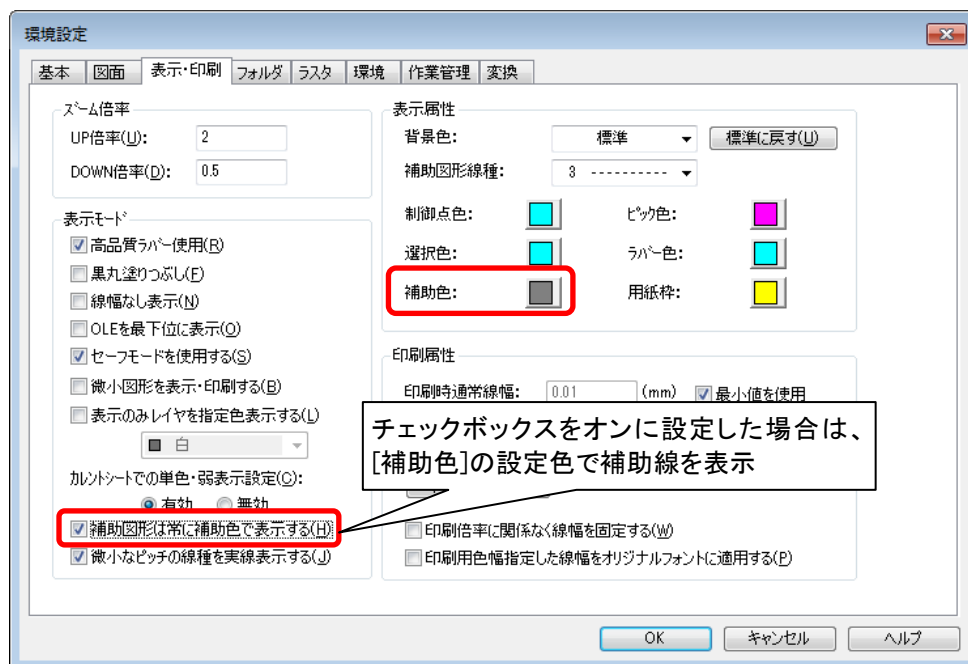 環境設定
基本 図面 表示・印刷 フォルダ ラスタ 環境 作業管理 変換
ズーム倍率
UP倍率(U): 2
DOWN倍率(D): 0.5
表示モード
高品質ラバー使用(R)
黒丸塗りつぶし(F)
線幅なし表示(N)
OLEを最下位に表示(O)
セーフモードを使用する(S)
微小図形を表示・印刷する(B)
表示のみレイヤを指定色表示する(L)
白
カレントシートでの単色・弱表示設定(C):
有効 無効
補助図形は常に補助色で表示する(H)
微小なピッチの線種を実線表示する(J)
表示属性
背景色: 標準 標準に戻す(U)
補助図形線種: 3 ----------
制御点色: ピック色:
選択色: ラバー色:
補助色: 用紙枠:
印刷属性
印刷時通常線幅: 0.01 (mm) 最小値を使用
チェックボックスをオンに設定した場合は、
[補助色]の設定色で補助線を表示
印刷倍率に関係なく線幅を固定する(W)
印刷用色幅指定した線幅をオリジナルフォントに適用する(P)
OK キャンセル ヘルプ